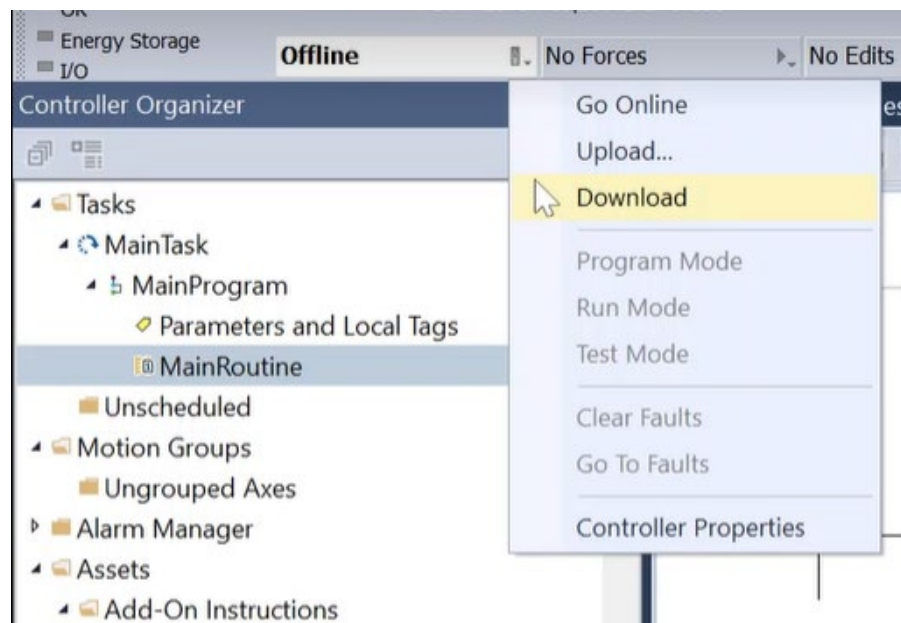 OK
Energy Storage
I/O
Offline
No Forces
No Edits
Controller Organizer
Tasks
MainTask
MainProgram
Parameters and Local Tags
MainRoutine
Unscheduled
Motion Groups
Ungrouped Axes
Alarm Manager
Assets
Add-On Instructions
Go Online
Upload...
Download
Program Mode
Run Mode
Test Mode
Clear Faults
Go To Faults
Controller Properties
es